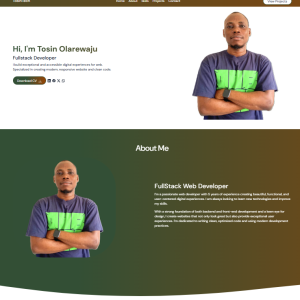 Home About Skills Projects Contact
View Projects
Hi, I'm Tosin Olarewaju
Fullstack Developer
I build exceptional and accessible digital experiences for web.
Specialized in creating modern responsive website and clean code.
Download CV
About Me
FullStack Web Developer
I'm a passionate web developer with 5 years of experience creating beautiful, functional, and
user-centered digital experiences. I am always looking to learn new technologies and improve
my skills.
With a strong foundation of both backend and front-end development and a keen eye for
design, I create websites that not only look great but also provide exceptional user
experiences. I'm dedicated to writing clean, optimized code and using modern development
practices.